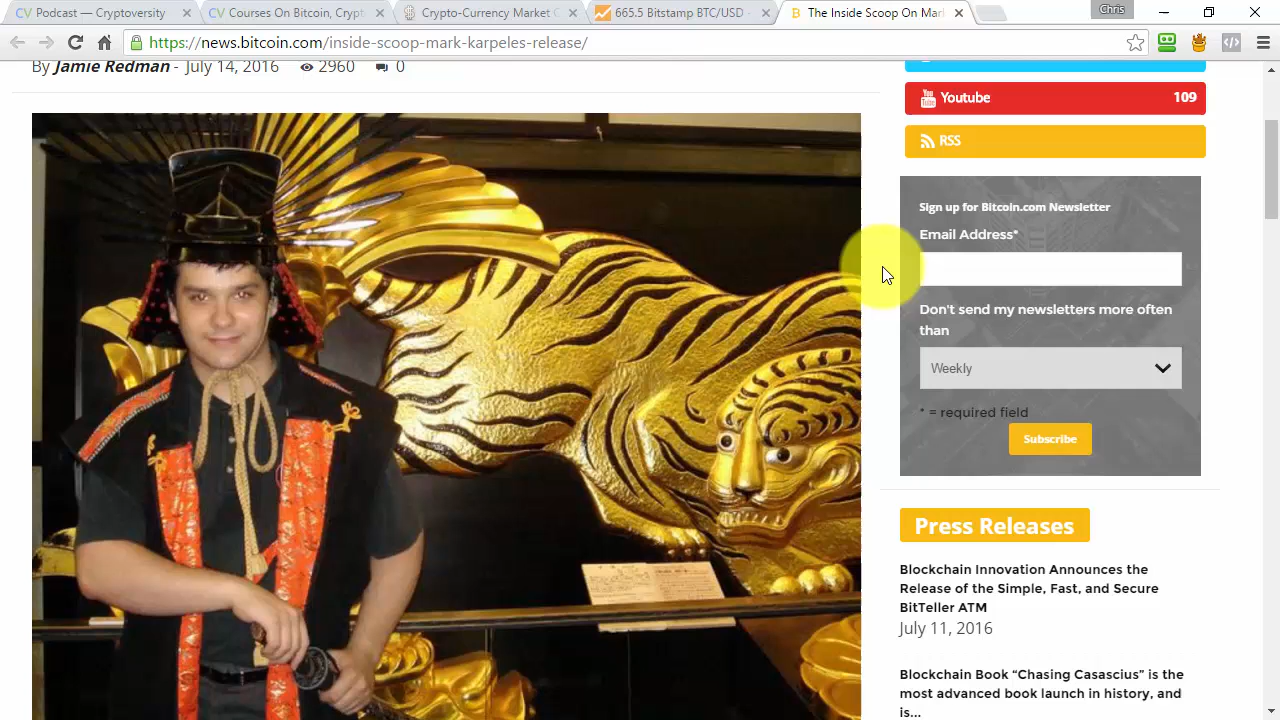 CV Podcast — Cryptoversity
CV Courses On Bitcoin, Crypt
Crypto-Currency Market C
665.5 Bitstamp BTC/USD -
B The Inside Scoop On Mar
Chris
https://news.bitcoin.com/inside-scoop-mark-karpeles-release/
By Jamie Redman - July 14, 2016 2960 0
You Tube Youtube 109
RSS
Sign up for Bitcoin.com Newsletter
Email Address*
Don't send my newsletters more often
than
Weekly
* = required field
Subscribe
Press Releases
Blockchain Innovation Announces the
Release of the Simple, Fast, and Secure
BitTeller ATM
July 11, 2016
Blockchain Book “Chasing Casascius” is the
most advanced book launch in history, and
is...